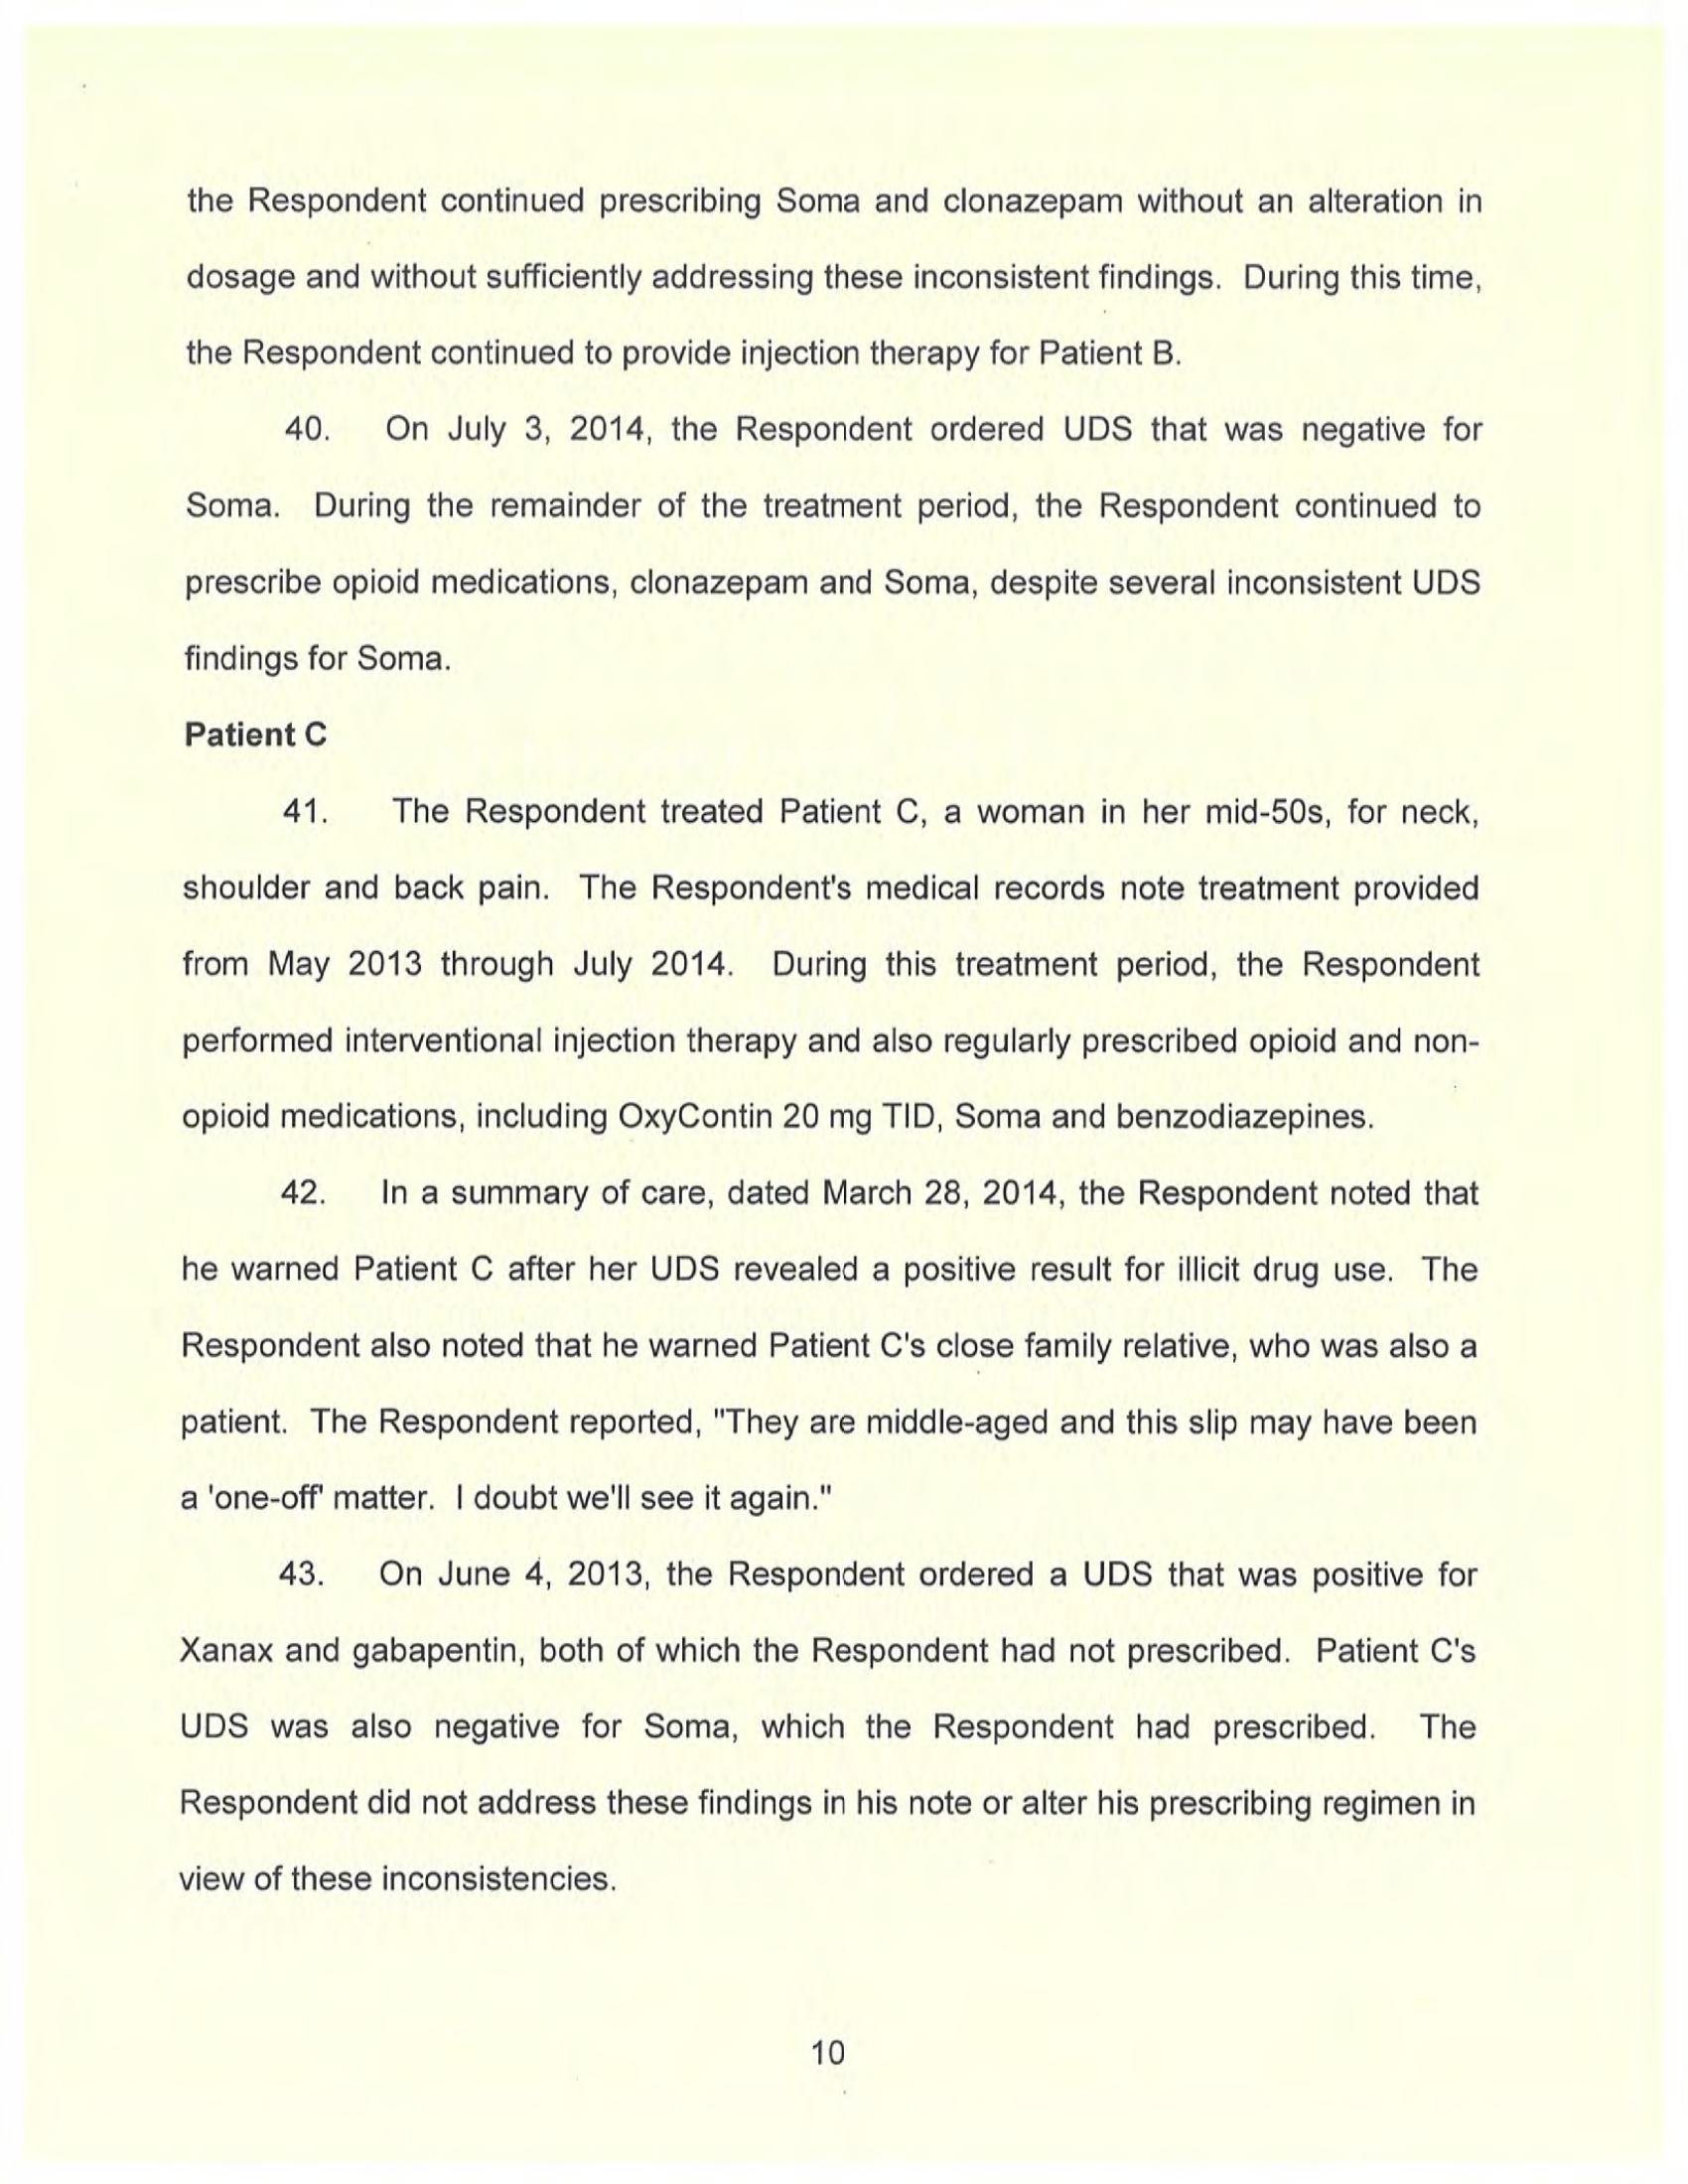 the Respondent continued prescribing Soma and clonazepam without an alteration in
dosage and without sufficiently addressing these inconsistent findings. During this time,
the Respondent continued to provide injection therapy for Patient B.
40. On July 3, 2014, the Respondent ordered UDS that was negative for
Soma. During the remainder of the treatment period, the Respondent continued to
prescribe opioid medications, clonazepam and Soma, despite several inconsistent UDS
findings for Soma.
Patient C
41. The Respondent treated Patient C, a woman in her mid-50s, for neck,
shoulder and back pain. The Respondent's medical records note treatment provided
from May 2013 through July 2014. During this treatment period, the Respondent
performed interventional injection therapy and also regularly prescribed opioid and non-
opioid medications, including OxyContin 20 mg TID, Soma and benzodiazepines.
42. In a summary of care, dated March 28, 2014, the Respondent noted that
he warned Patient C after her UDS revealed a positive result for illicit drug use. The
Respondent also noted that he warned Patient C's close family relative, who was also a
patient. The Respondent reported, "They are middle-aged and this slip may have been
a 'one-off' matter. I doubt we'll see it again."
43. On June 4, 2013, the Respondent ordered a UDS that was positive for
Xanax and gabapentin, both of which the Respondent had not prescribed. Patient C's
UDS was also negative for Soma, which the Respondent had prescribed. The
Respondent did not address these findings in his note or alter his prescribing regimen in
view of these inconsistencies.
10